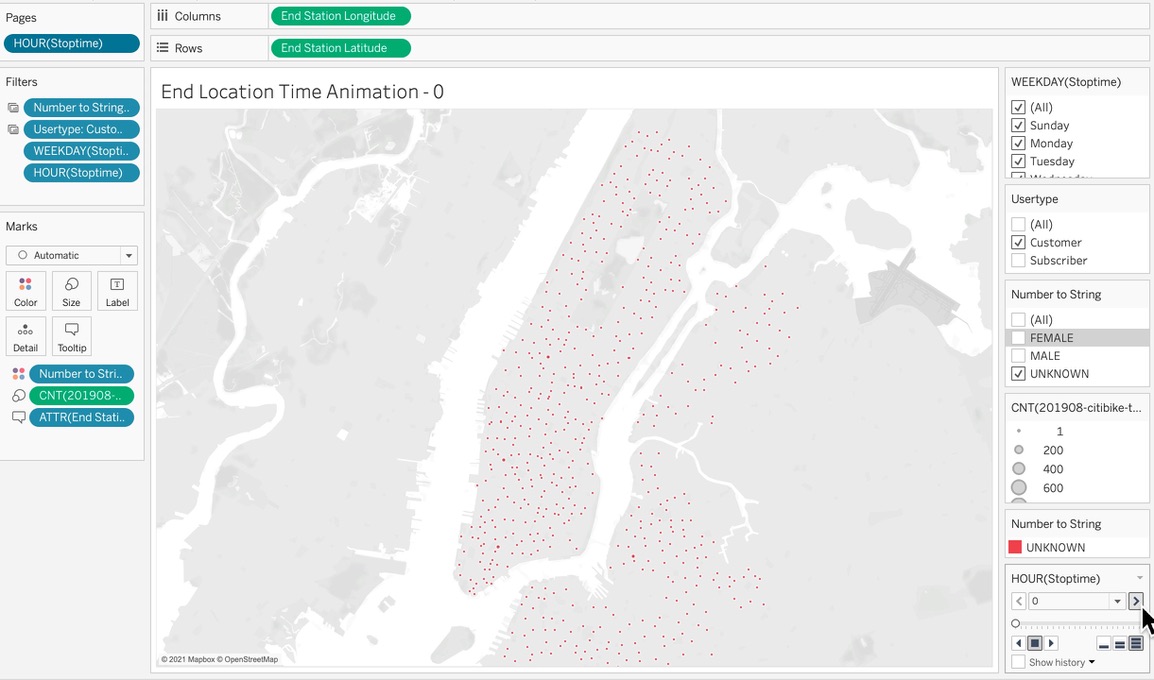 Pages
HOUR(Stoptime)
Columns
End Station Longitude
Rows
End Station Latitude
Filters
Number to String..
Usertype: Custo..
WEEKDAY(Stopti..
HOUR(Stoptime)
Marks
Automatic
Color
Size
T
Label
Detail
Tooltip
Number to Stri..
CNT(201908-..
ATTR(End Stati..
End Location Time Animation - 0
© 2021 Mapbox © OpenStreetMap
WEEKDAY(Stoptime)
(All)
Sunday
Monday
Tuesday
Wednesday
Usertype
(All)
Customer
Subscriber
Number to String
(All)
FEMALE
MALE
UNKNOWN
CNT(201908-citibike-t...
1
200
400
600
Number to String
UNKNOWN
HOUR(Stoptime)
0
Show history